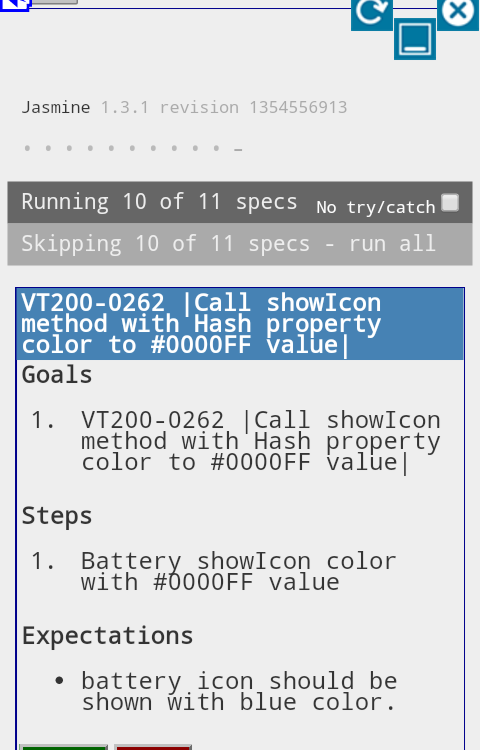 Jasmine 1.3.1 revision 1354556913
Running 10 of 11 specs No try/catch
Skipping 10 of 11 specs - run all
VT200-0262 |Call showIcon
method with Hash property
color to #0000FF value|
Goals
1. VT200-0262 |Call showIcon
method with Hash property
color to #0000FF value|
Steps
1. Battery showIcon color
with #0000FF value
Expectations
• battery icon should be
shown with blue color.